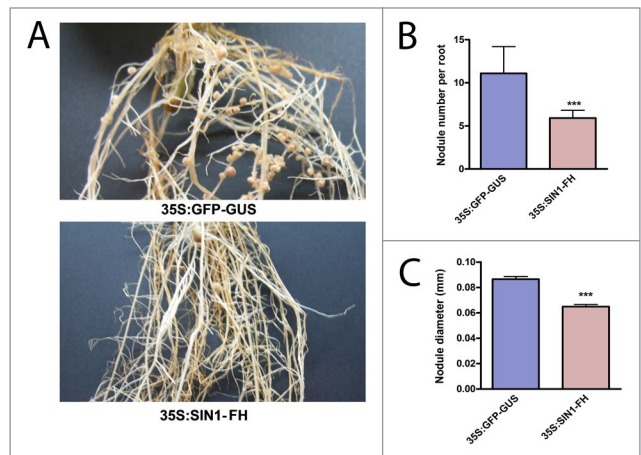 A
35S:GFP-GUS
35S:SIN1-FH
B
Nodule number per root
15
10
5
0
***
35S:GFP-GUS
35S:SIN1-FH
C
Nodule diameter (mm)
0.10
0.08
0.06
0.04
0.02
0.00
***
35S:GFP-GUS
35S:SIN1-FH